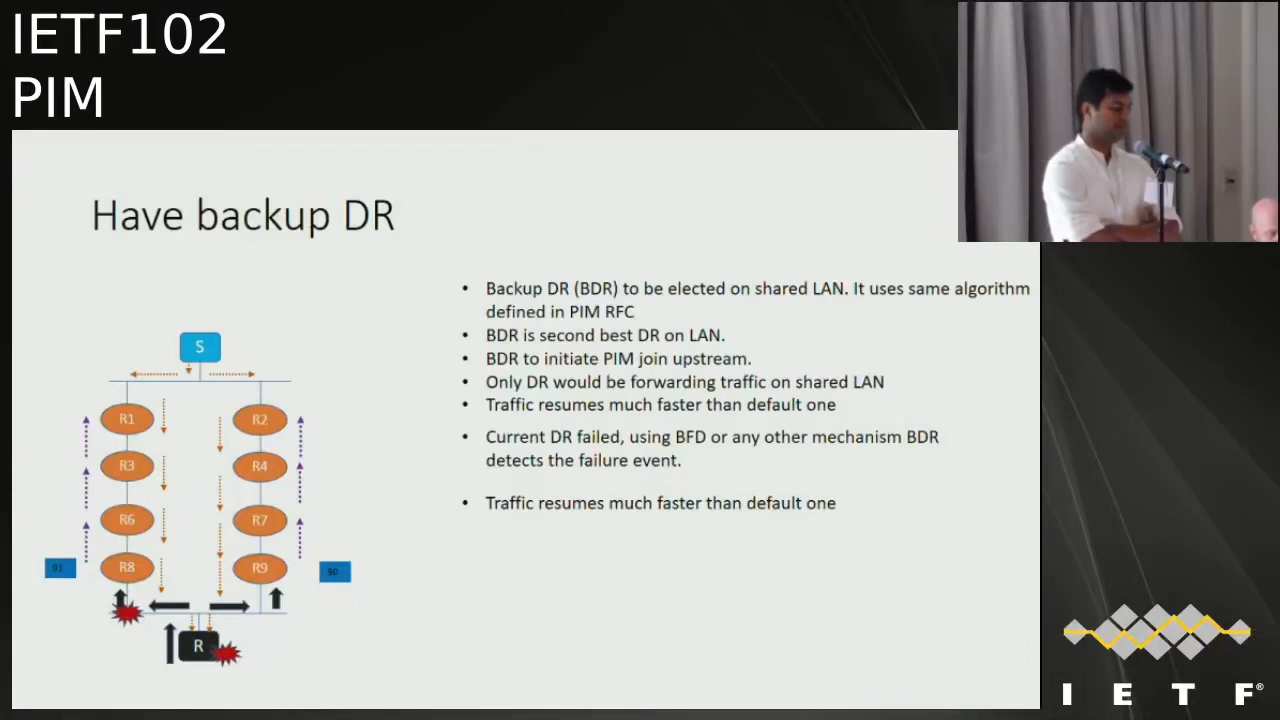 IETF102
PIM
Have backup DR
• Backup DR (BDR) to be elected on shared LAN. It uses same algorithm
defined in PIM RFC
• BDR is second best DR on LAN.
• BDR to initiate PIM join upstream.
• Only DR would be forwarding traffic on shared LAN
• Traffic resumes much faster than default one
• Current DR failed, using BFD or any other mechanism BDR
detects the failure event.
• Traffic resumes much faster than default one
S
R1 R2
R3 R4
R6 R7
R8 R9
R
I E T F®